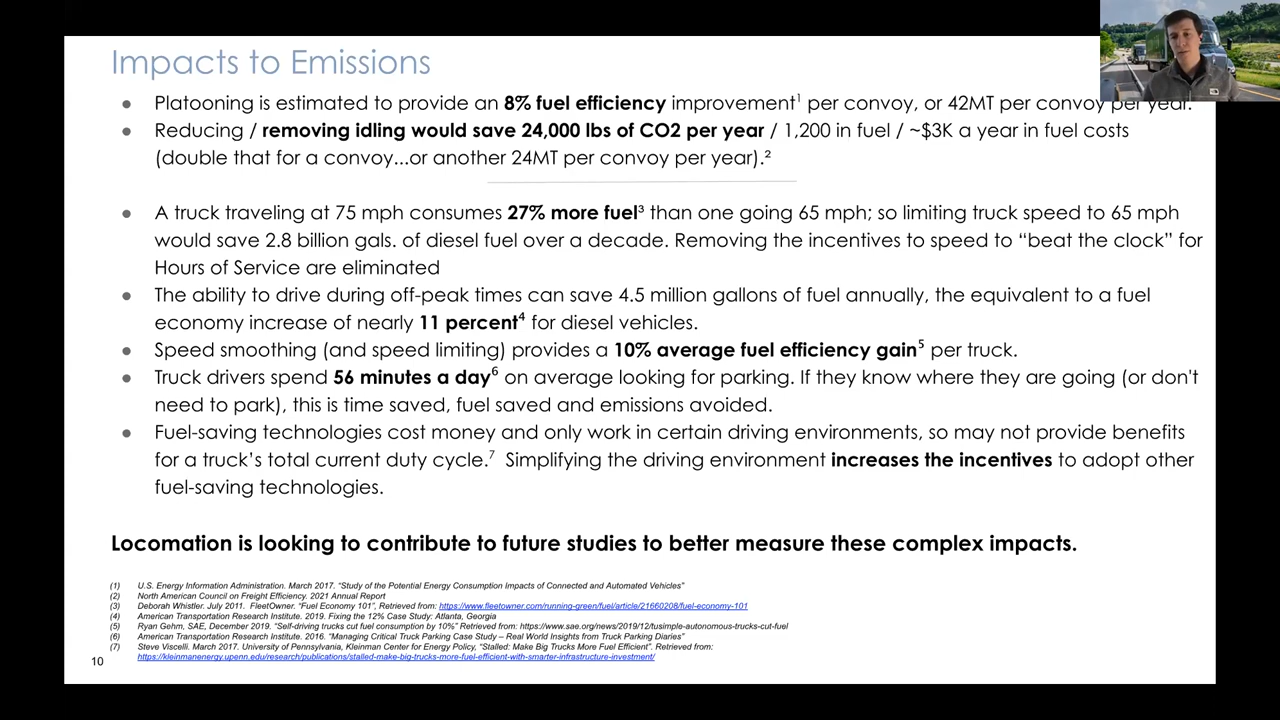 Impacts to Emissions
● Platooning is estimated to provide an 8% fuel efficiency improvement¹ per convoy, or 42MT per convoy per year.
● Reducing / removing idling would save 24,000 lbs of CO2 per year / 1,200 in fuel / ~$3K a year in fuel costs
(double that for a convoy...or another 24MT per convoy per year).²
● A truck traveling at 75 mph consumes 27% more fuel³ than one going 65 mph; so limiting truck speed to 65 mph
would save 2.8 billion gals. of diesel fuel over a decade. Removing the incentives to speed to “beat the clock” for
Hours of Service are eliminated
● The ability to drive during off-peak times can save 4.5 million gallons of fuel annually, the equivalent to a fuel
economy increase of nearly 11 percent⁴ for diesel vehicles.
● Speed smoothing (and speed limiting) provides a 10% average fuel efficiency gain⁵ per truck.
● Truck drivers spend 56 minutes a day⁶ on average looking for parking. If they know where they are going (or don't
need to park), this is time saved, fuel saved and emissions avoided.
● Fuel-saving technologies cost money and only work in certain driving environments, so may not provide benefits
for a truck’s total current duty cycle.⁷ Simplifying the driving environment increases the incentives to adopt other
fuel-saving technologies.
Locomation is looking to contribute to future studies to better measure these complex impacts.
(1) U.S. Energy Information Administration. March 2017. “Study of the Potential Energy Consumption Impacts of Connected and Automated Vehicles”
(2) North American Council on Freight Efficiency. 2021 Annual Report
(3) Deborah Whistler. July 2011. FleetOwner. “Fuel Economy 101”, Retrieved from: https://www.fleetowner.com/running-green/fuel/article/21660208/fuel-economy-101
(4) American Transportation Research Institute. 2019. Fixing the 12% Case Study: Atlanta, Georgia
(5) Ryan Gehm, SAE, December 2019. “Self-driving trucks cut fuel consumption by 10%” Retrieved from: https://www.sae.org/news/2019/12/tusimple-autonomous-trucks-cut-fuel
(6) American Transportation Research Institute. 2016. “Managing Critical Truck Parking Case Study – Real World Insights from Truck Parking Diaries”
(7) Steve Viscelli. March 2017. University of Pennsylvania, Kleinman Center for Energy Policy, “Stalled: Make Big Trucks More Fuel Efficient”. Retrieved from:
https://kleinmanenergy.upenn.edu/research/publications/stalled-make-big-trucks-more-fuel-efficient-with-smarter-infrastructure-investment/
10